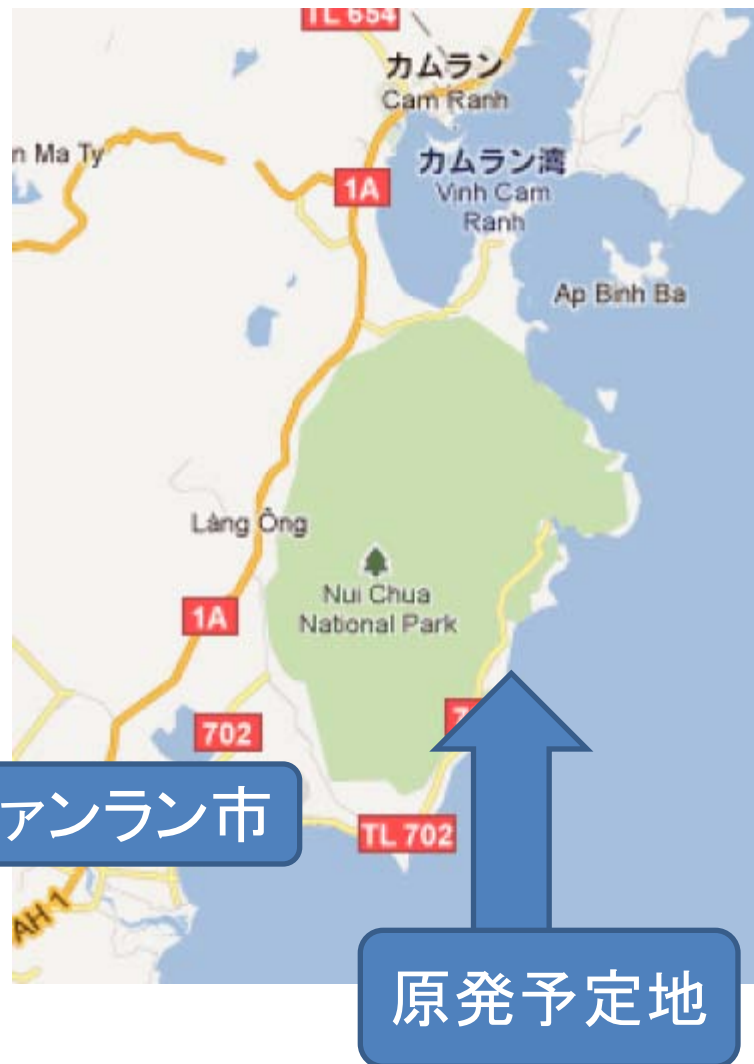 TL 654
カムラン
Cam Ranh
n Ma Ty
カムラン湾
Vinh Cam
Ranh
1A
Ap Binh Ba
Láng Ông
Nui Chua
National Park
1A
702
7
ァンラン市
TL 702
AH 1
原発予定地